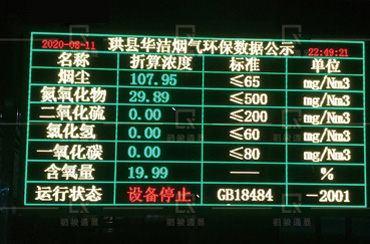 2020-08-11 珙县华洁烟气环保数据公示 22:49:21
名称 折算浓度 标准 单位
烟尘 107.95 ≤65 mg/Nm3
氮氧化物 29.89 ≤500 mg/Nm3
二氧化硫 0.00 ≤200 mg/Nm3
氯化氢 0.00 ≤60 mg/Nm3
一氧化碳 0.00 ≤80 mg/Nm3
含氧量 19.99 — %
运行状态 设备停止 GB18484 -2001